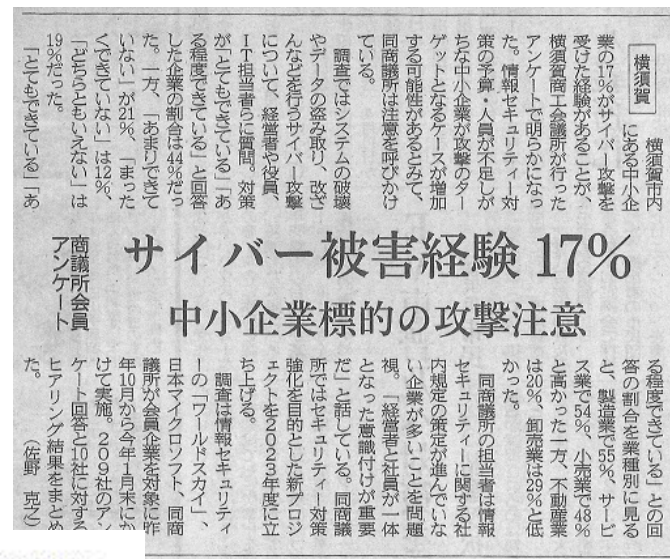 横須賀
横須賀市内
にある中小企
業の17％がサイバー攻撃を
受けた経験があることが、
横須賀商工会議所が行った
アンケートで明らかになっ
た。情報セキュリティー対
策の予算・人員が不足しが
ちな中小企業が攻撃のター
ゲットとなるケースが増加
する可能性があるとみて、
同商議所は注意を呼びかけ
ている。
調査ではシステムの破壊
やデータの盗み取り、改ざ
んなどを行うサイバー攻撃
について、経営者や役員、
ＩＴ担当者らに質問。対策
が「とてもできている」「あ
る程度できている」と回答
した企業の割合は44％だっ
た。一方、「あまりできて
いない」が21％、「まった
くできていない」は12％、
「どちらともいえない」は
19％だった。
「とてもできている」「あ
サイバー被害経験 17％
中小企業標的の攻撃注意
商議所会員
アンケート
る程度できている」との回
答の割合を業種別に見る
と、製造業で55％、サービ
ス業で54％、小売業で48％
と高かった一方、不動産業
は20％、卸売業は29％と低
かった。
同商議所の担当者は情報
セキュリティーに関する社
内規定の策定が進んでいな
い企業が多いことを問題
視。「経営者と社員が一体
となった意識付けが重要
だ」と話している。同商議
所ではセキュリティー対策
強化を目的とした新プロジ
ェクトを2023年度に立
ち上げる。
調査は情報セキュリティ
ーの「ワールドスカイ」、
日本マイクロソフト、同商
議所が会員企業を対象に昨
年10月から今年1月末にか
けて実施。209社のアン
ケート回答と10社に対する
ヒアリング結果をまとめ
た。　（佐野　克之）